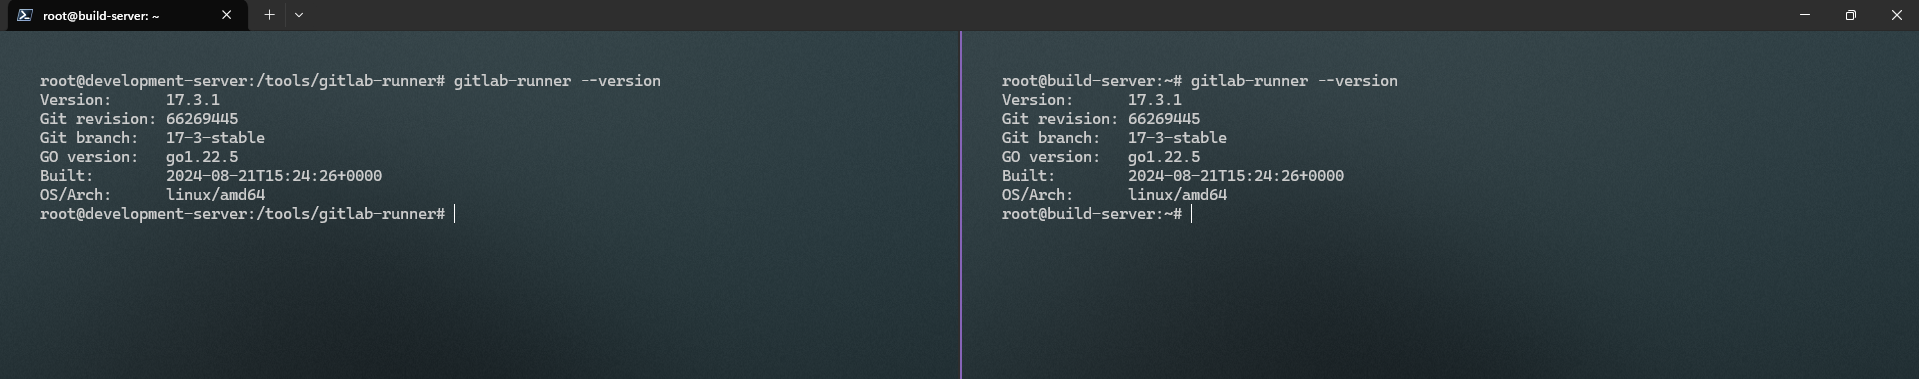 root@build-server: ~
root@development-server:/tools/gitlab-runner# gitlab-runner --version
Version:      17.3.1
Git revision: 66269445
Git branch:   17-3-stable
GO version:   go1.22.5
Built:        2024-08-21T15:24:26+0000
OS/Arch:      linux/amd64
root@development-server:/tools/gitlab-runner#
root@build-server:~# gitlab-runner --version
Version:      17.3.1
Git revision: 66269445
Git branch:   17-3-stable
GO version:   go1.22.5
Built:        2024-08-21T15:24:26+0000
OS/Arch:      linux/amd64
root@build-server:~#